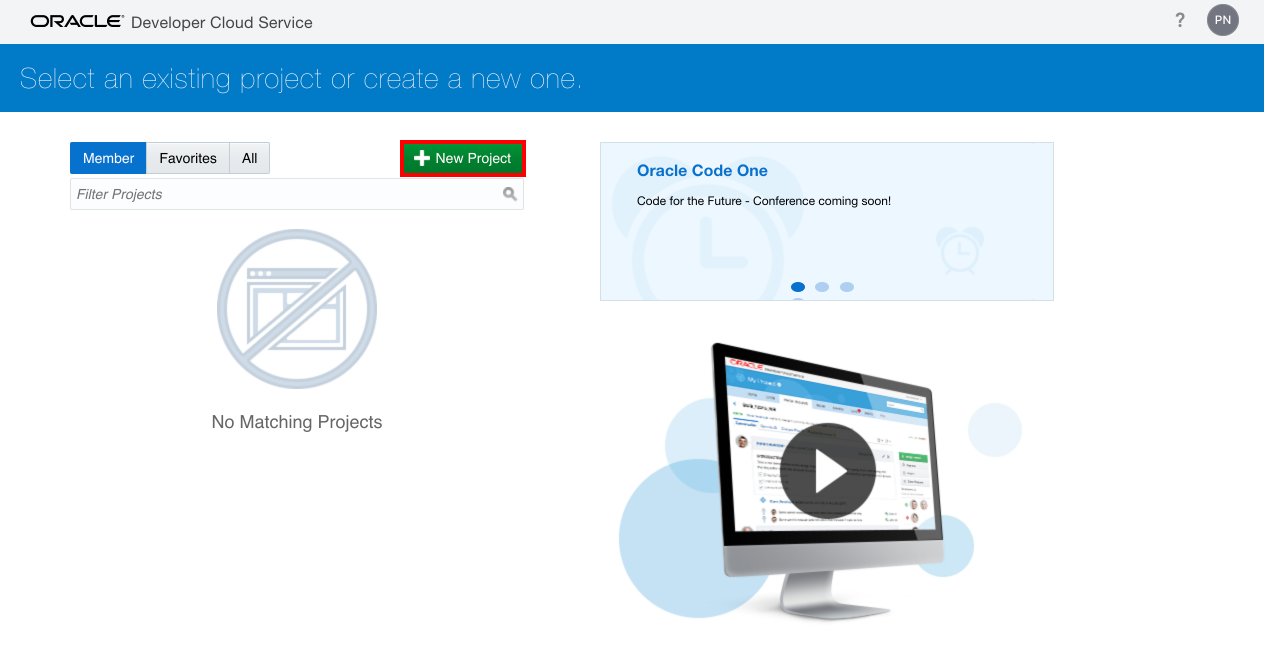 ORACLE® Developer Cloud Service
? PN
Select an existing project or create a new one.
Member Favorites All
New Project
Filter Projects
No Matching Projects
Oracle Code One
Code for the Future - Conference coming soon!
ORACLE